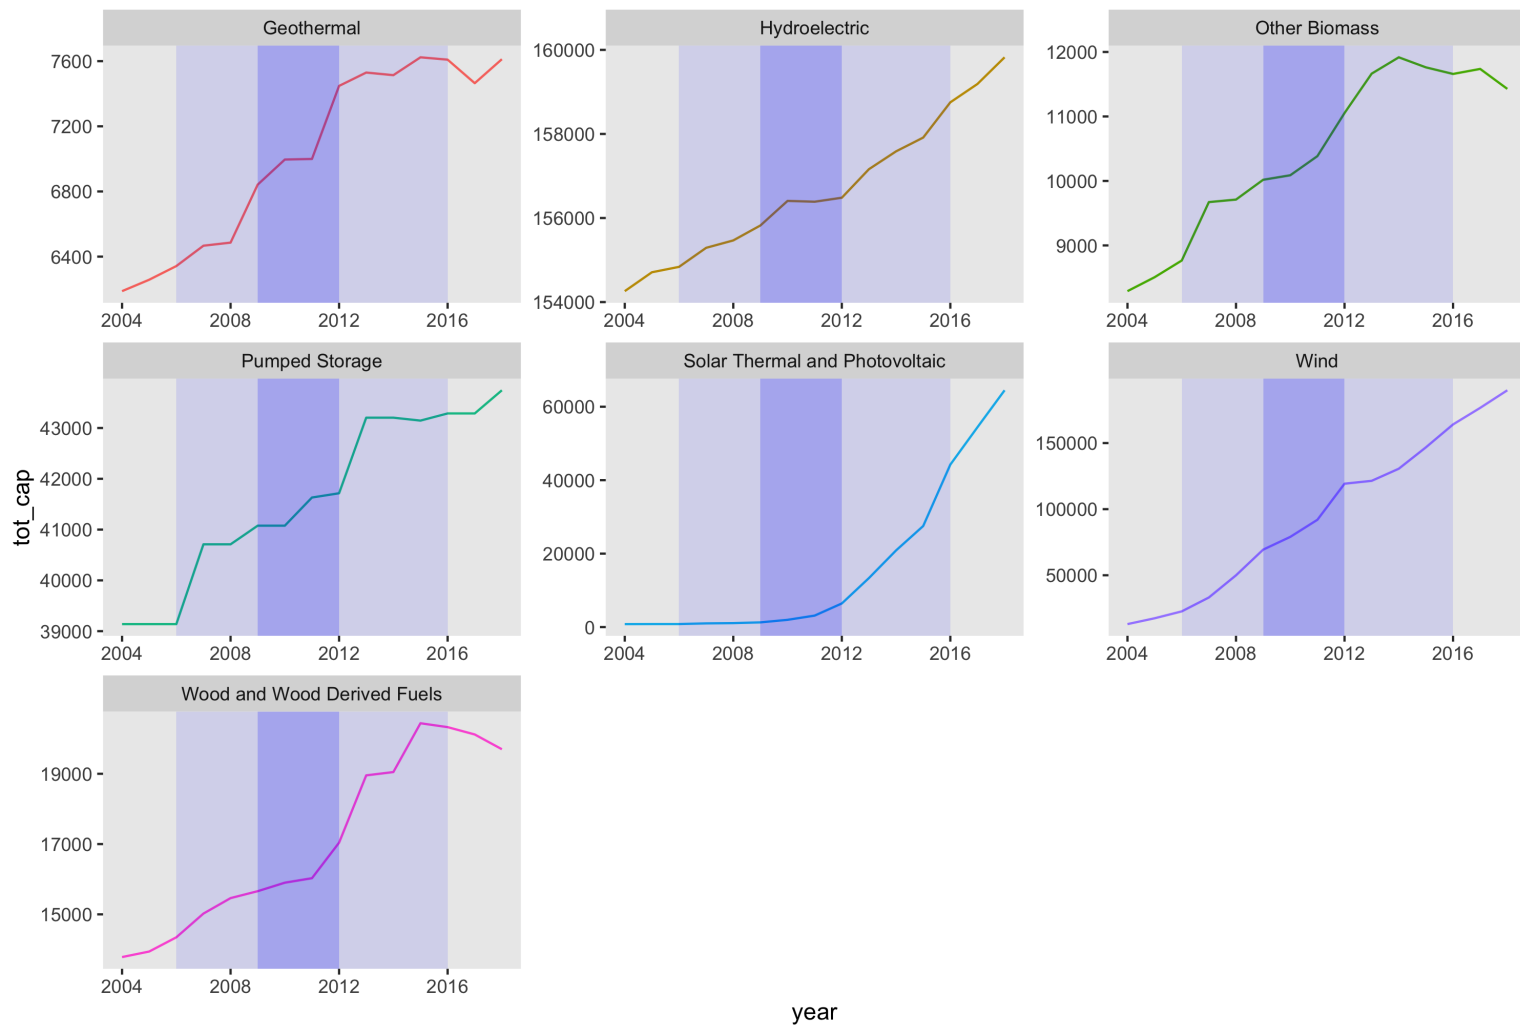 Geothermal
Hydroelectric
Other Biomass
7600
7200
6800
6400
2004 2008 2012 2016
160000
158000
156000
154000
2004 2008 2012 2016
12000
11000
10000
9000
2004 2008 2012 2016
Pumped Storage
Solar Thermal and Photovoltaic
Wind
tot_cap
43000
42000
41000
40000
39000
2004 2008 2012 2016
60000
40000
20000
0
2004 2008 2012 2016
150000
100000
50000
2004 2008 2012 2016
Wood and Wood Derived Fuels
19000
17000
15000
2004 2008 2012 2016
year